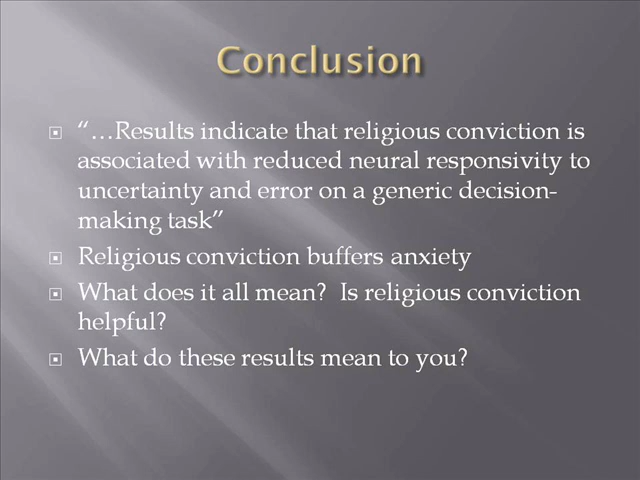 Conclusion
“…Results indicate that religious conviction is
associated with reduced neural responsivity to
uncertainty and error on a generic decision-
making task”
Religious conviction buffers anxiety
What does it all mean?  Is religious conviction
helpful?
What do these results mean to you?